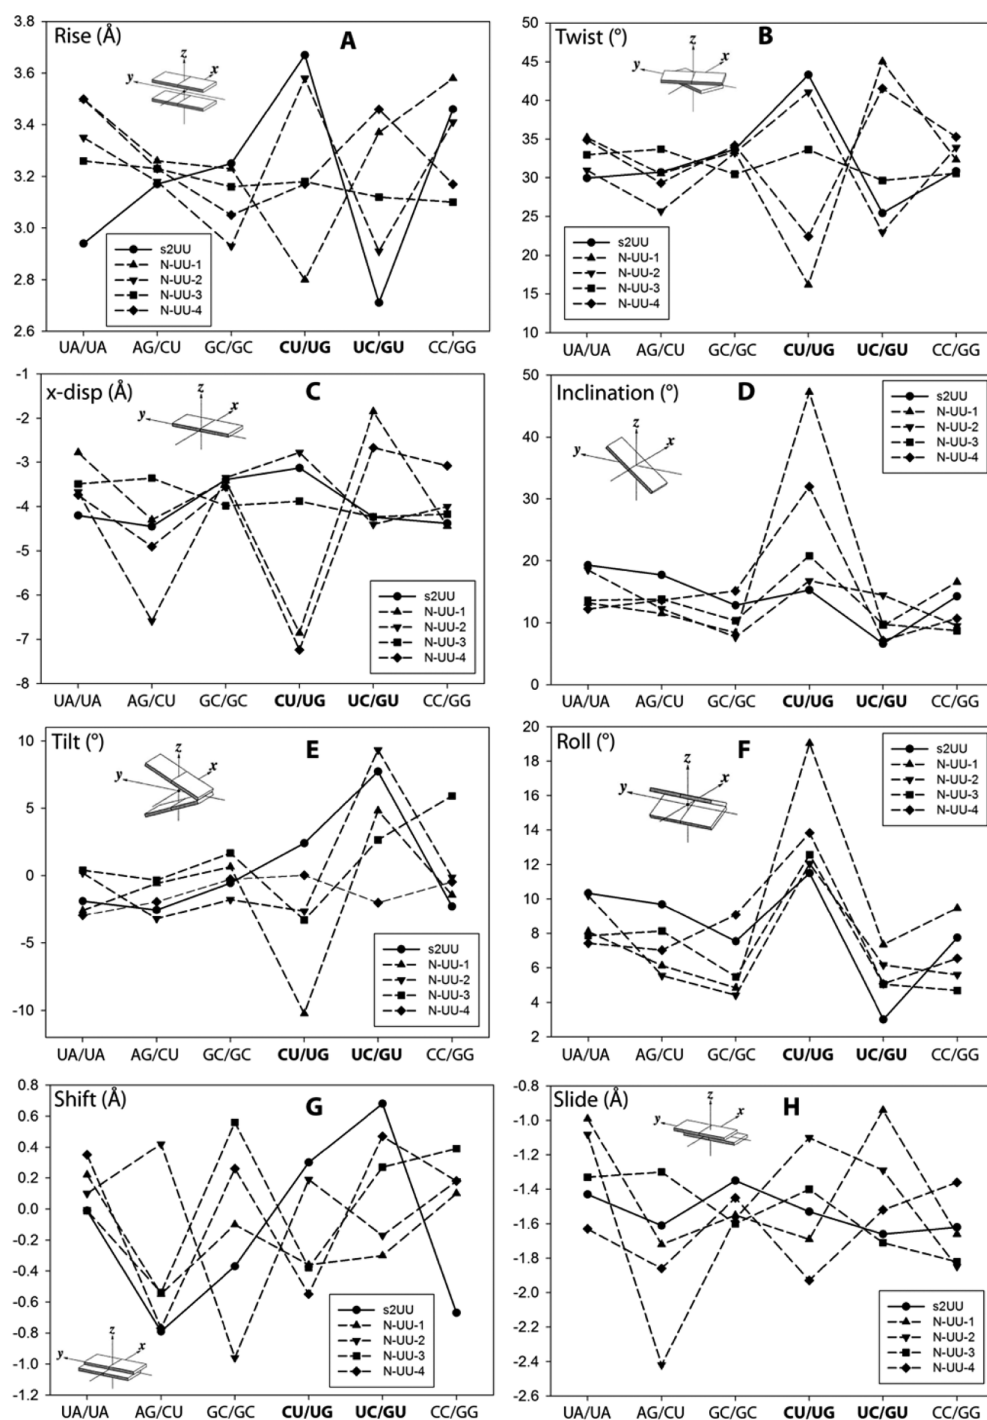 Rise (Å)
A
z
x
y
3.8
3.6
3.4
3.2
3.0
2.8
2.6
s2UU
N-UU-1
N-UU-2
N-UU-3
N-UU-4
UA/UA AG/CU GC/GC CU/UG UC/GU CC/GG
Twist (°)
B
z
x
y
50
45
40
35
30
25
20
15
10
s2UU
N-UU-1
N-UU-2
N-UU-3
N-UU-4
UA/UA AG/CU GC/GC CU/UG UC/GU CC/GG
x-disp (Å)
C
z
x
y
-1
-2
-3
-4
-5
-6
-7
-8
s2UU
N-UU-1
N-UU-2
N-UU-3
N-UU-4
UA/UA AG/CU GC/GC CU/UG UC/GU CC/GG
Inclination (°)
D
z
x
y
50
40
30
20
10
0
s2UU
N-UU-1
N-UU-2
N-UU-3
N-UU-4
UA/UA AG/CU GC/GC CU/UG UC/GU CC/GG
Tilt (°)
E
z
x
y
10
5
0
-5
-10
s2UU
N-UU-1
N-UU-2
N-UU-3
N-UU-4
UA/UA AG/CU GC/GC CU/UG UC/GU CC/GG
Roll (°)
F
z
x
y
20
18
16
14
12
10
8
6
4
2
s2UU
N-UU-1
N-UU-2
N-UU-3
N-UU-4
UA/UA AG/CU GC/GC CU/UG UC/GU CC/GG
Shift (Å)
G
0.8
0.6
0.4
0.2
0.0
-0.2
-0.4
-0.6
-0.8
-1.0
-1.2
z
x
y
s2UU
N-UU-1
N-UU-2
N-UU-3
N-UU-4
UA/UA AG/CU GC/GC CU/UG UC/GU CC/GG
Slide (Å)
H
z
x
y
-0.8
-1.0
-1.2
-1.4
-1.6
-1.8
-2.0
-2.2
-2.4
-2.6
s2UU
N-UU-1
N-UU-2
N-UU-3
N-UU-4
UA/UA AG/CU GC/GC CU/UG UC/GU CC/GG